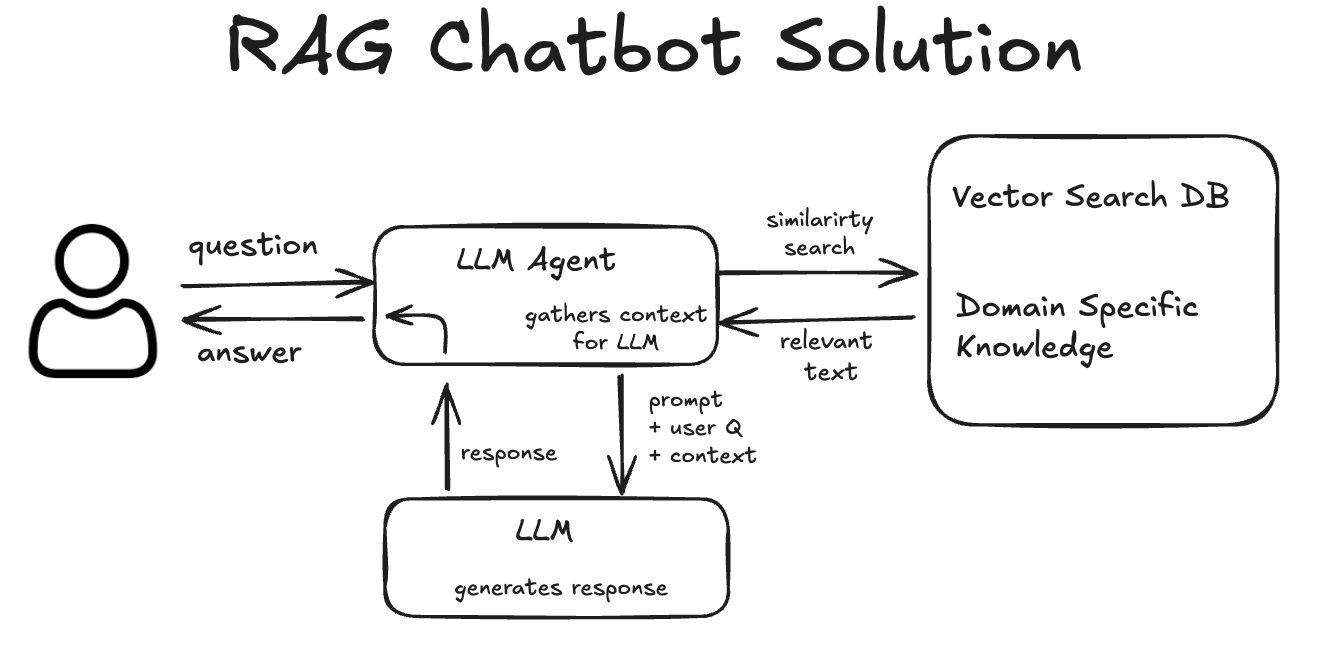 RAG Chatbot Solution
question
answer
LLM Agent
gathers context
for LLM
similarirty
search
relevant
text
Vector Search DB
Domain Specific
Knowledge
response
prompt
+ user Q
+ context
LLM
generates response